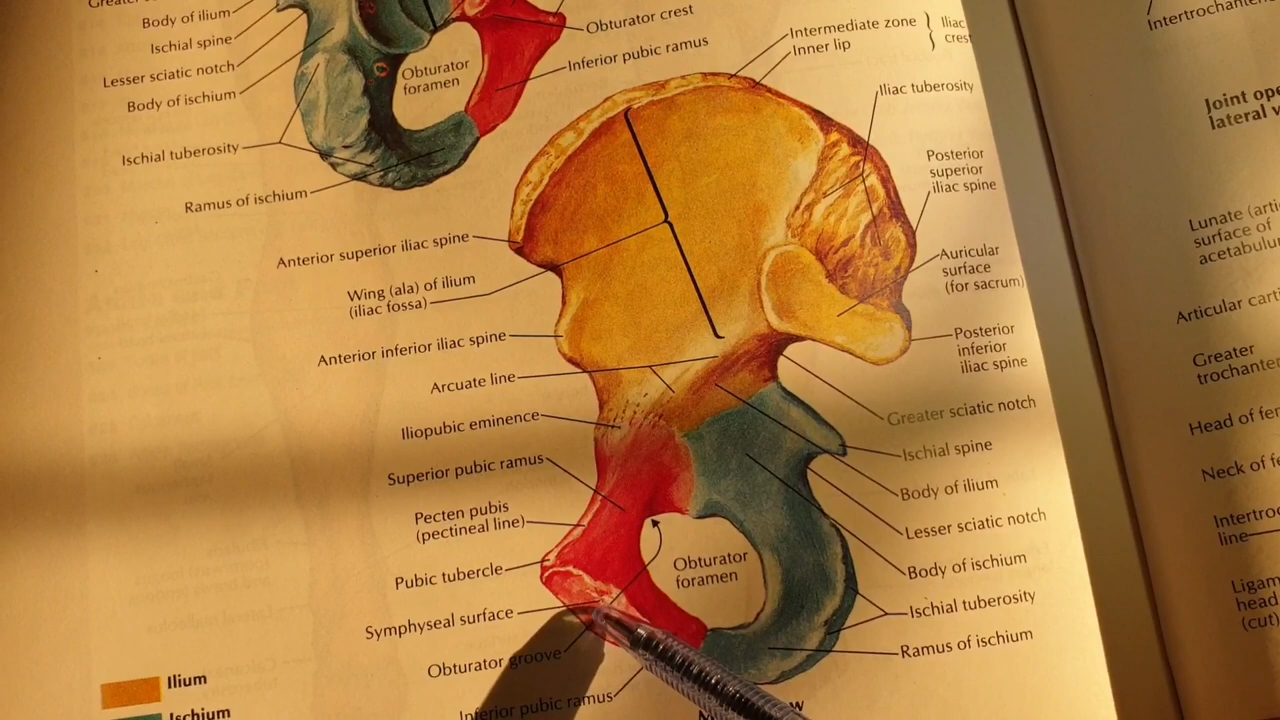 Greater
Body of ilium
Ischial spine
Lesser sciatic notch
Body of ischium
Ischial tuberosity
Ramus of ischium
Obturator
foramen
Obturator crest
Inferior pubic ramus
Intermediate zone
Inner lip
Iliac
crest
Iliac tuberosity
Posterior
superior
iliac spine
Auricular
surface
(for sacrum)
Posterior
inferior
iliac spine
Greater sciatic notch
Ischial spine
Body of ilium
Lesser sciatic notch
Body of ischium
Ischial tuberosity
Ramus of ischium
Anterior superior iliac spine
Wing (ala) of ilium
(iliac fossa)
Anterior inferior iliac spine
Arcuate line
Iliopubic eminence
Superior pubic ramus
Pecten pubis
(pectineal line)
Pubic tubercle
Symphyseal surface
Obturator groove
Inferior pubic ramus
Obturator
foramen
Ilium
Ischium
Intertrochante
Joint ope
lateral v
Lunate (arti
surface of
acetabulu
Articular carti
Greater
trochante
Head of fe
Neck of fe
Intertroc
line
Ligam
head
(cut)